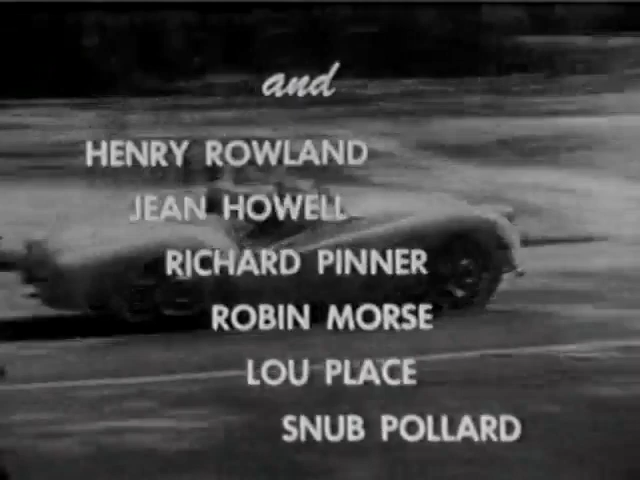 and
HENRY ROWLAND
JEAN HOWELL
RICHARD PINNER
ROBIN MORSE
LOU PLACE
SNUB POLLARD